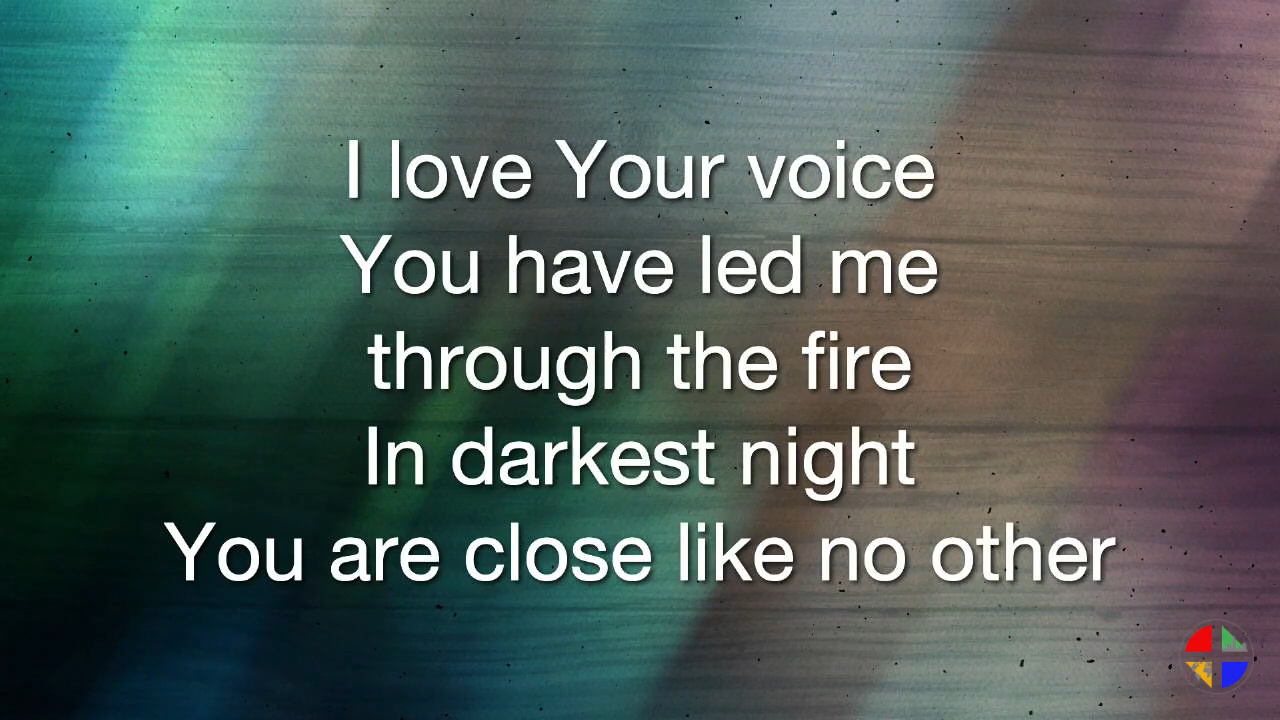 I love Your voice
You have led me
through the fire
In darkest night
You are close like no other